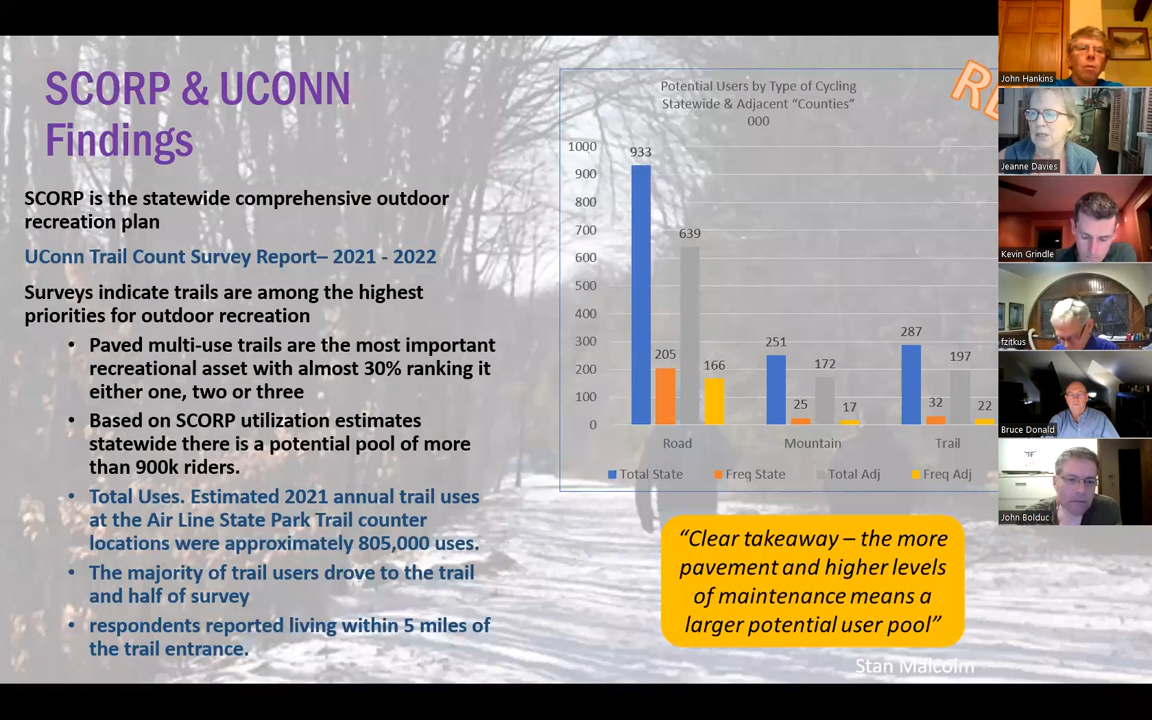 SCORP & UCONN
Findings
SCORP is the statewide comprehensive outdoor
recreation plan
UConn Trail Count Survey Report– 2021 - 2022
Surveys indicate trails are among the highest
priorities for outdoor recreation
• Paved multi-use trails are the most important
recreational asset with almost 30% ranking it
either one, two or three
• Based on SCORP utilization estimates
statewide there is a potential pool of more
than 900k riders.
• Total Uses. Estimated 2021 annual trail uses
at the Air Line State Park Trail counter
locations were approximately 805,000 uses.
• The majority of trail users drove to the trail
and half of survey
• respondents reported living within 5 miles of
the trail entrance.
Potential Users by Type of Cycling
Statewide & Adjacent “Counties”
000
1000
900
800
700
600
500
400
300
200
100
0
933
205
639
166
251
25
172
17
287
32
197
22
Road Mountain Trail
Total State Freq State Total Adj Freq Adj
“Clear takeaway – the more
pavement and higher levels
of maintenance means a
larger potential user pool”
Stan Malcolm
John Hankins
Jeanne Davies
Kevin Grindle
fzitkus
Bruce Donald
John Bolduc